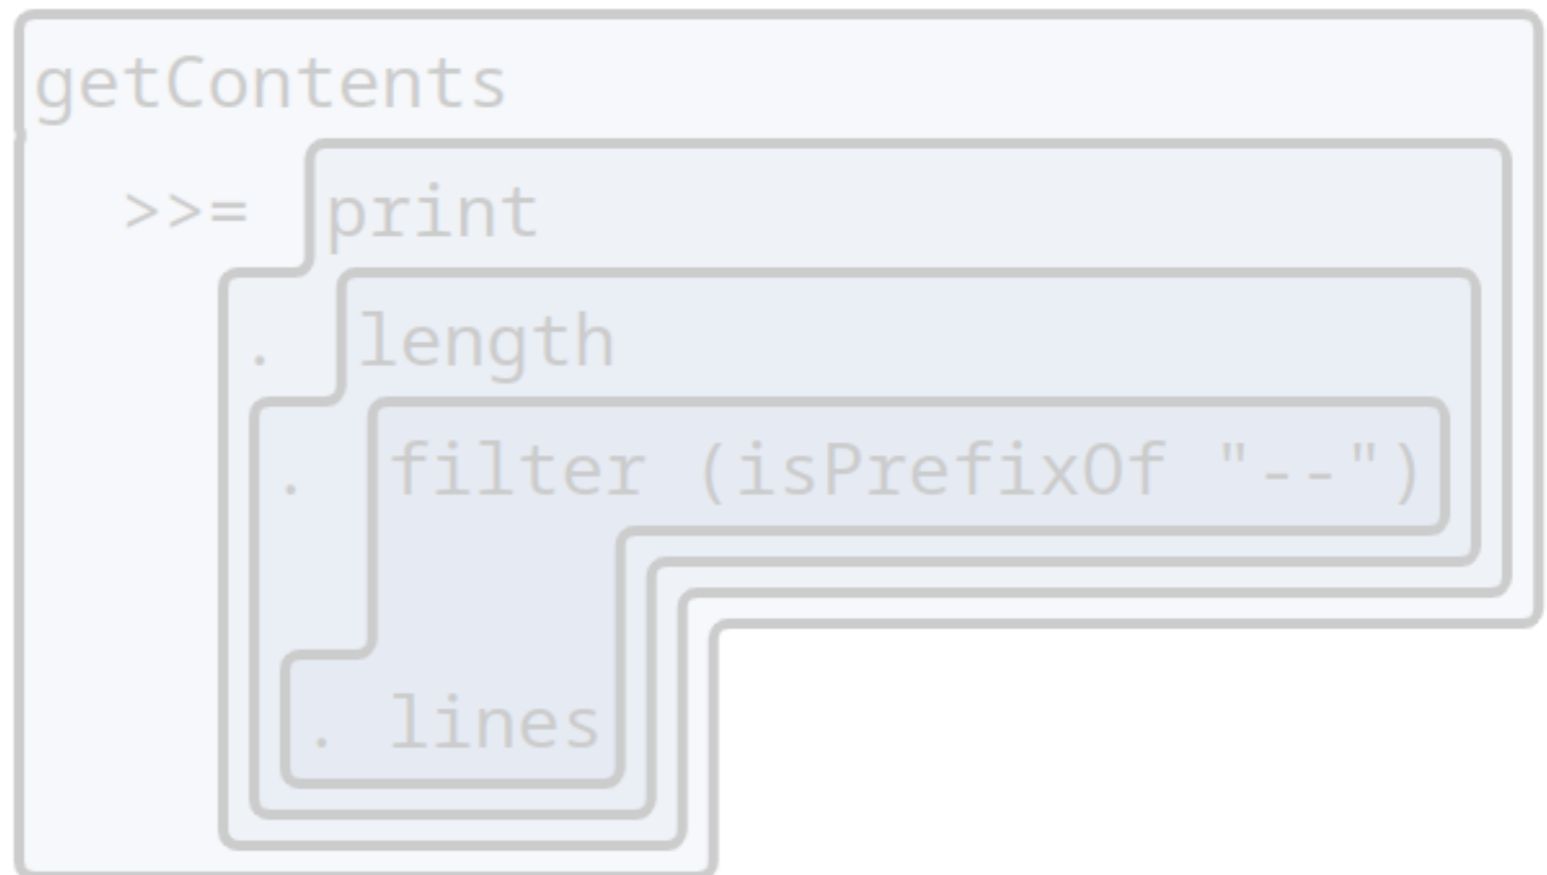 getContents
>>= print
. length
. filter (isPrefixOf "--")
. lines